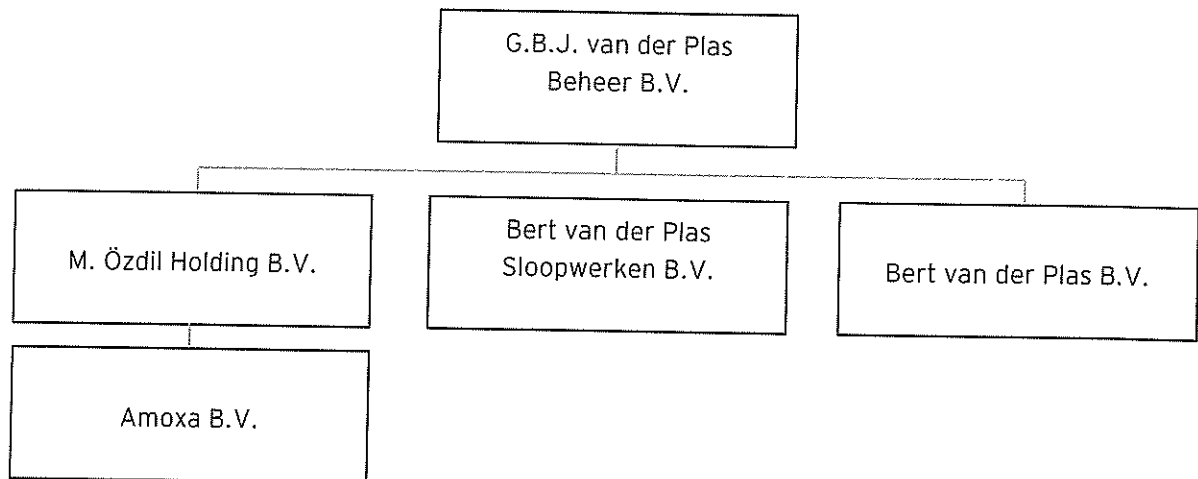 G.B.J. van der Plas
Beheer B.V.
M. Özdil Holding B.V.
Bert van der Plas
Sloopwerken B.V.
Bert van der Plas B.V.
Amoxa B.V.